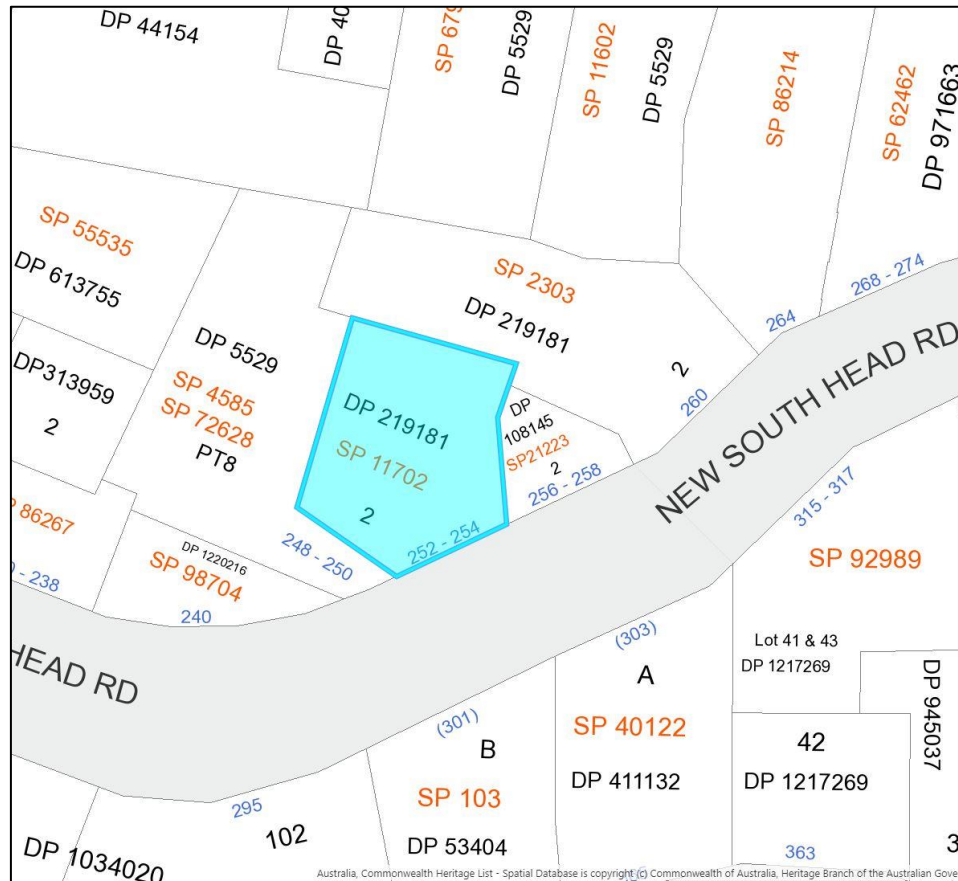 DP 44154
DP 40
SP 679
DP 5529
SP 11602
DP 5529
SP 86214
SP 62462
DP 971663
SP 55535
DP 613755
SP 2303
DP 219181
268 - 274
264
2
260
NEW SOUTH HEAD RD
DP313959
2
DP 5529
SP 4585
SP 72628
PT8
DP 219181
SP 11702
2
252 - 254
DP
108145
SP21223
2
256 - 258
315 - 317
P 86267
- 238
DP 1220216
SP 98704
240
248 - 250
HEAD RD
SP 92989
Lot 41 & 43
DP 1217269
DP 945037
(303)
A
SP 40122
DP 411132
42
DP 1217269
363
(301)
B
SP 103
DP 53404
295
102
DP 1034020
3
Australia, Commonwealth Heritage List - Spatial Database is copyright (c) Commonwealth of Australia, Heritage Branch of the Australian Gove